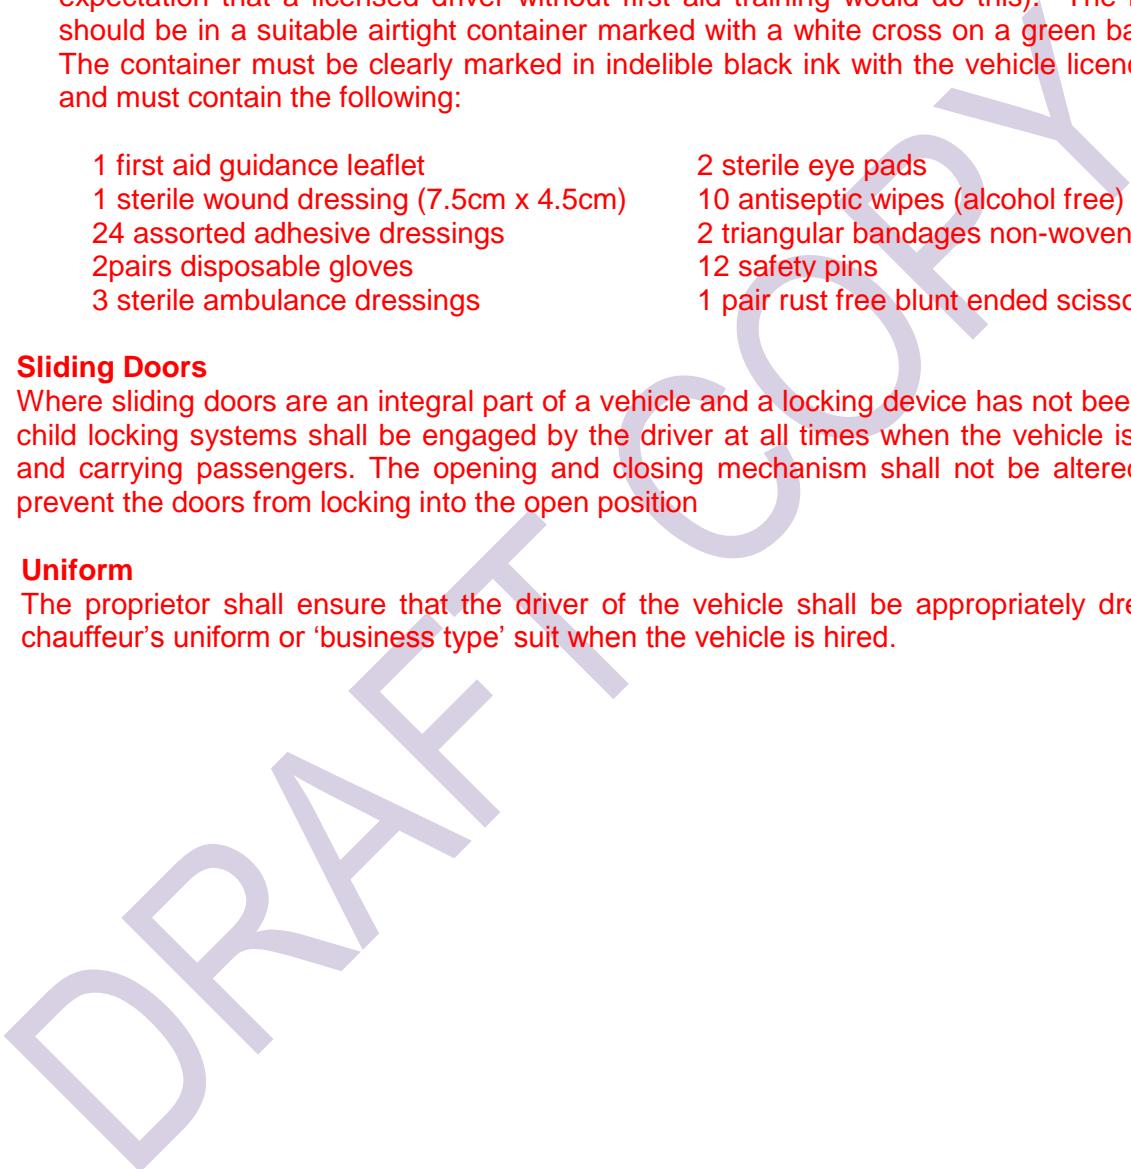 expectation that a licensed driver without first aid training would do this). The
should be in a suitable airtight container marked with a white cross on a green
The container must be clearly marked in indelible black ink with the vehicle
and must contain the following:
1 first aid guidance leaflet
1 sterile wound dressing (7.5cm x 4.5cm)
24 assorted adhesive dressings
2pairs disposable gloves
3 sterile ambulance dressings
2 sterile eye pads
10 antiseptic wipes (alcohol free)
2 triangular bandages non-woven
12 safety pins
1 pair rust free blunt ended
Sliding Doors
Where sliding doors are an integral part of a vehicle and a locking device has not
child locking systems shall be engaged by the driver at all times when the vehicle is
and carrying passengers. The opening and closing mechanism shall not be altered
prevent the doors from locking into the open position
Uniform
The proprietor shall ensure that the driver of the vehicle shall be appropriately
chauffeur's uniform or ‘business type’ suit when the vehicle is hired.
DRAFT COPY